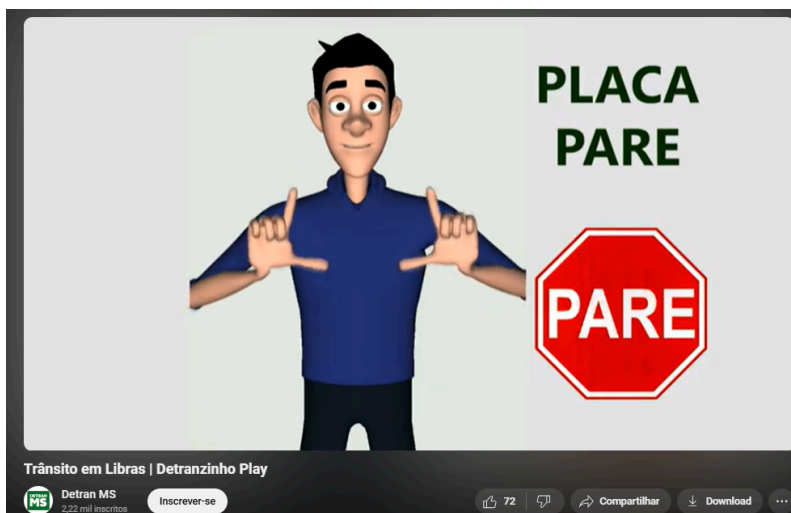 PLACA
PARE
PARE
Trânsito em Libras | Detranzinho Play
DETRAN
MS
Detran MS
2,22 mil inscritos
Inscrever-se
72
Compartilhar
Download